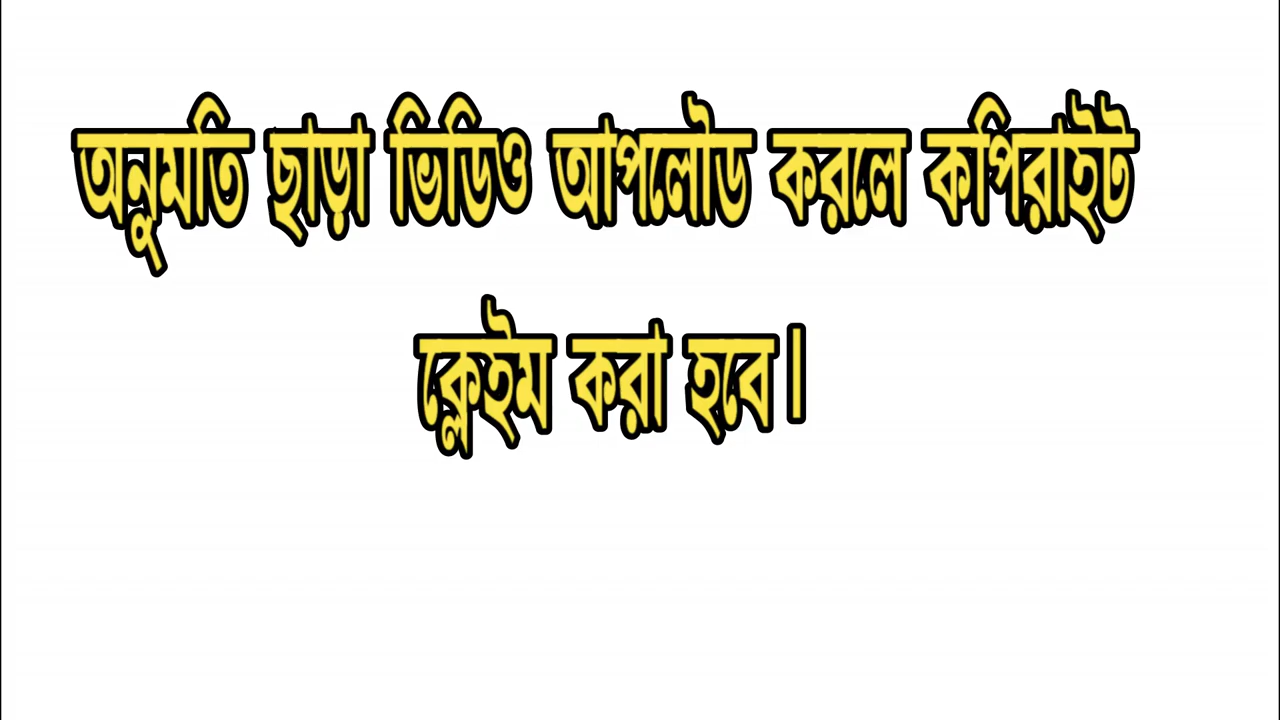 অনুমতি ছাড়া ভিডিও আপলৌড করলে কপিরাইট
ক্লেইম করা হবে।